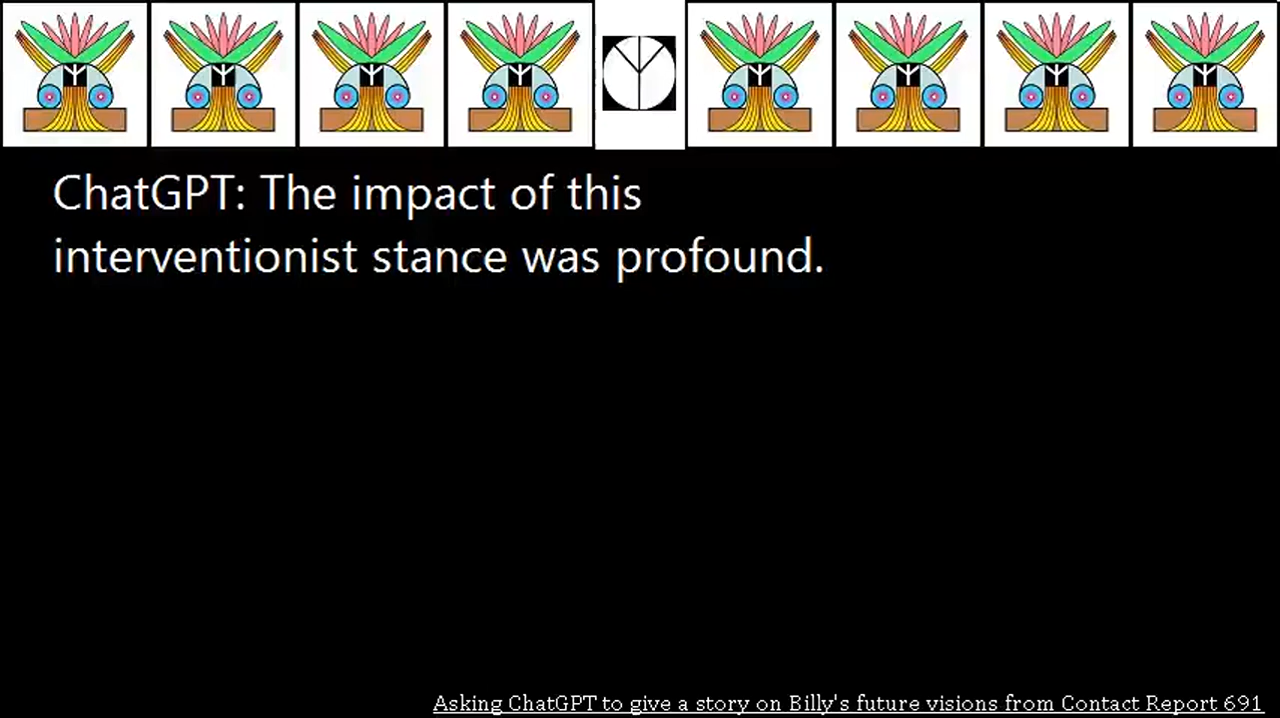 ChatGPT: The impact of this
interventionist stance was profound.
Asking ChatGPT to give a story on Billy's future visions from Contact Report 691